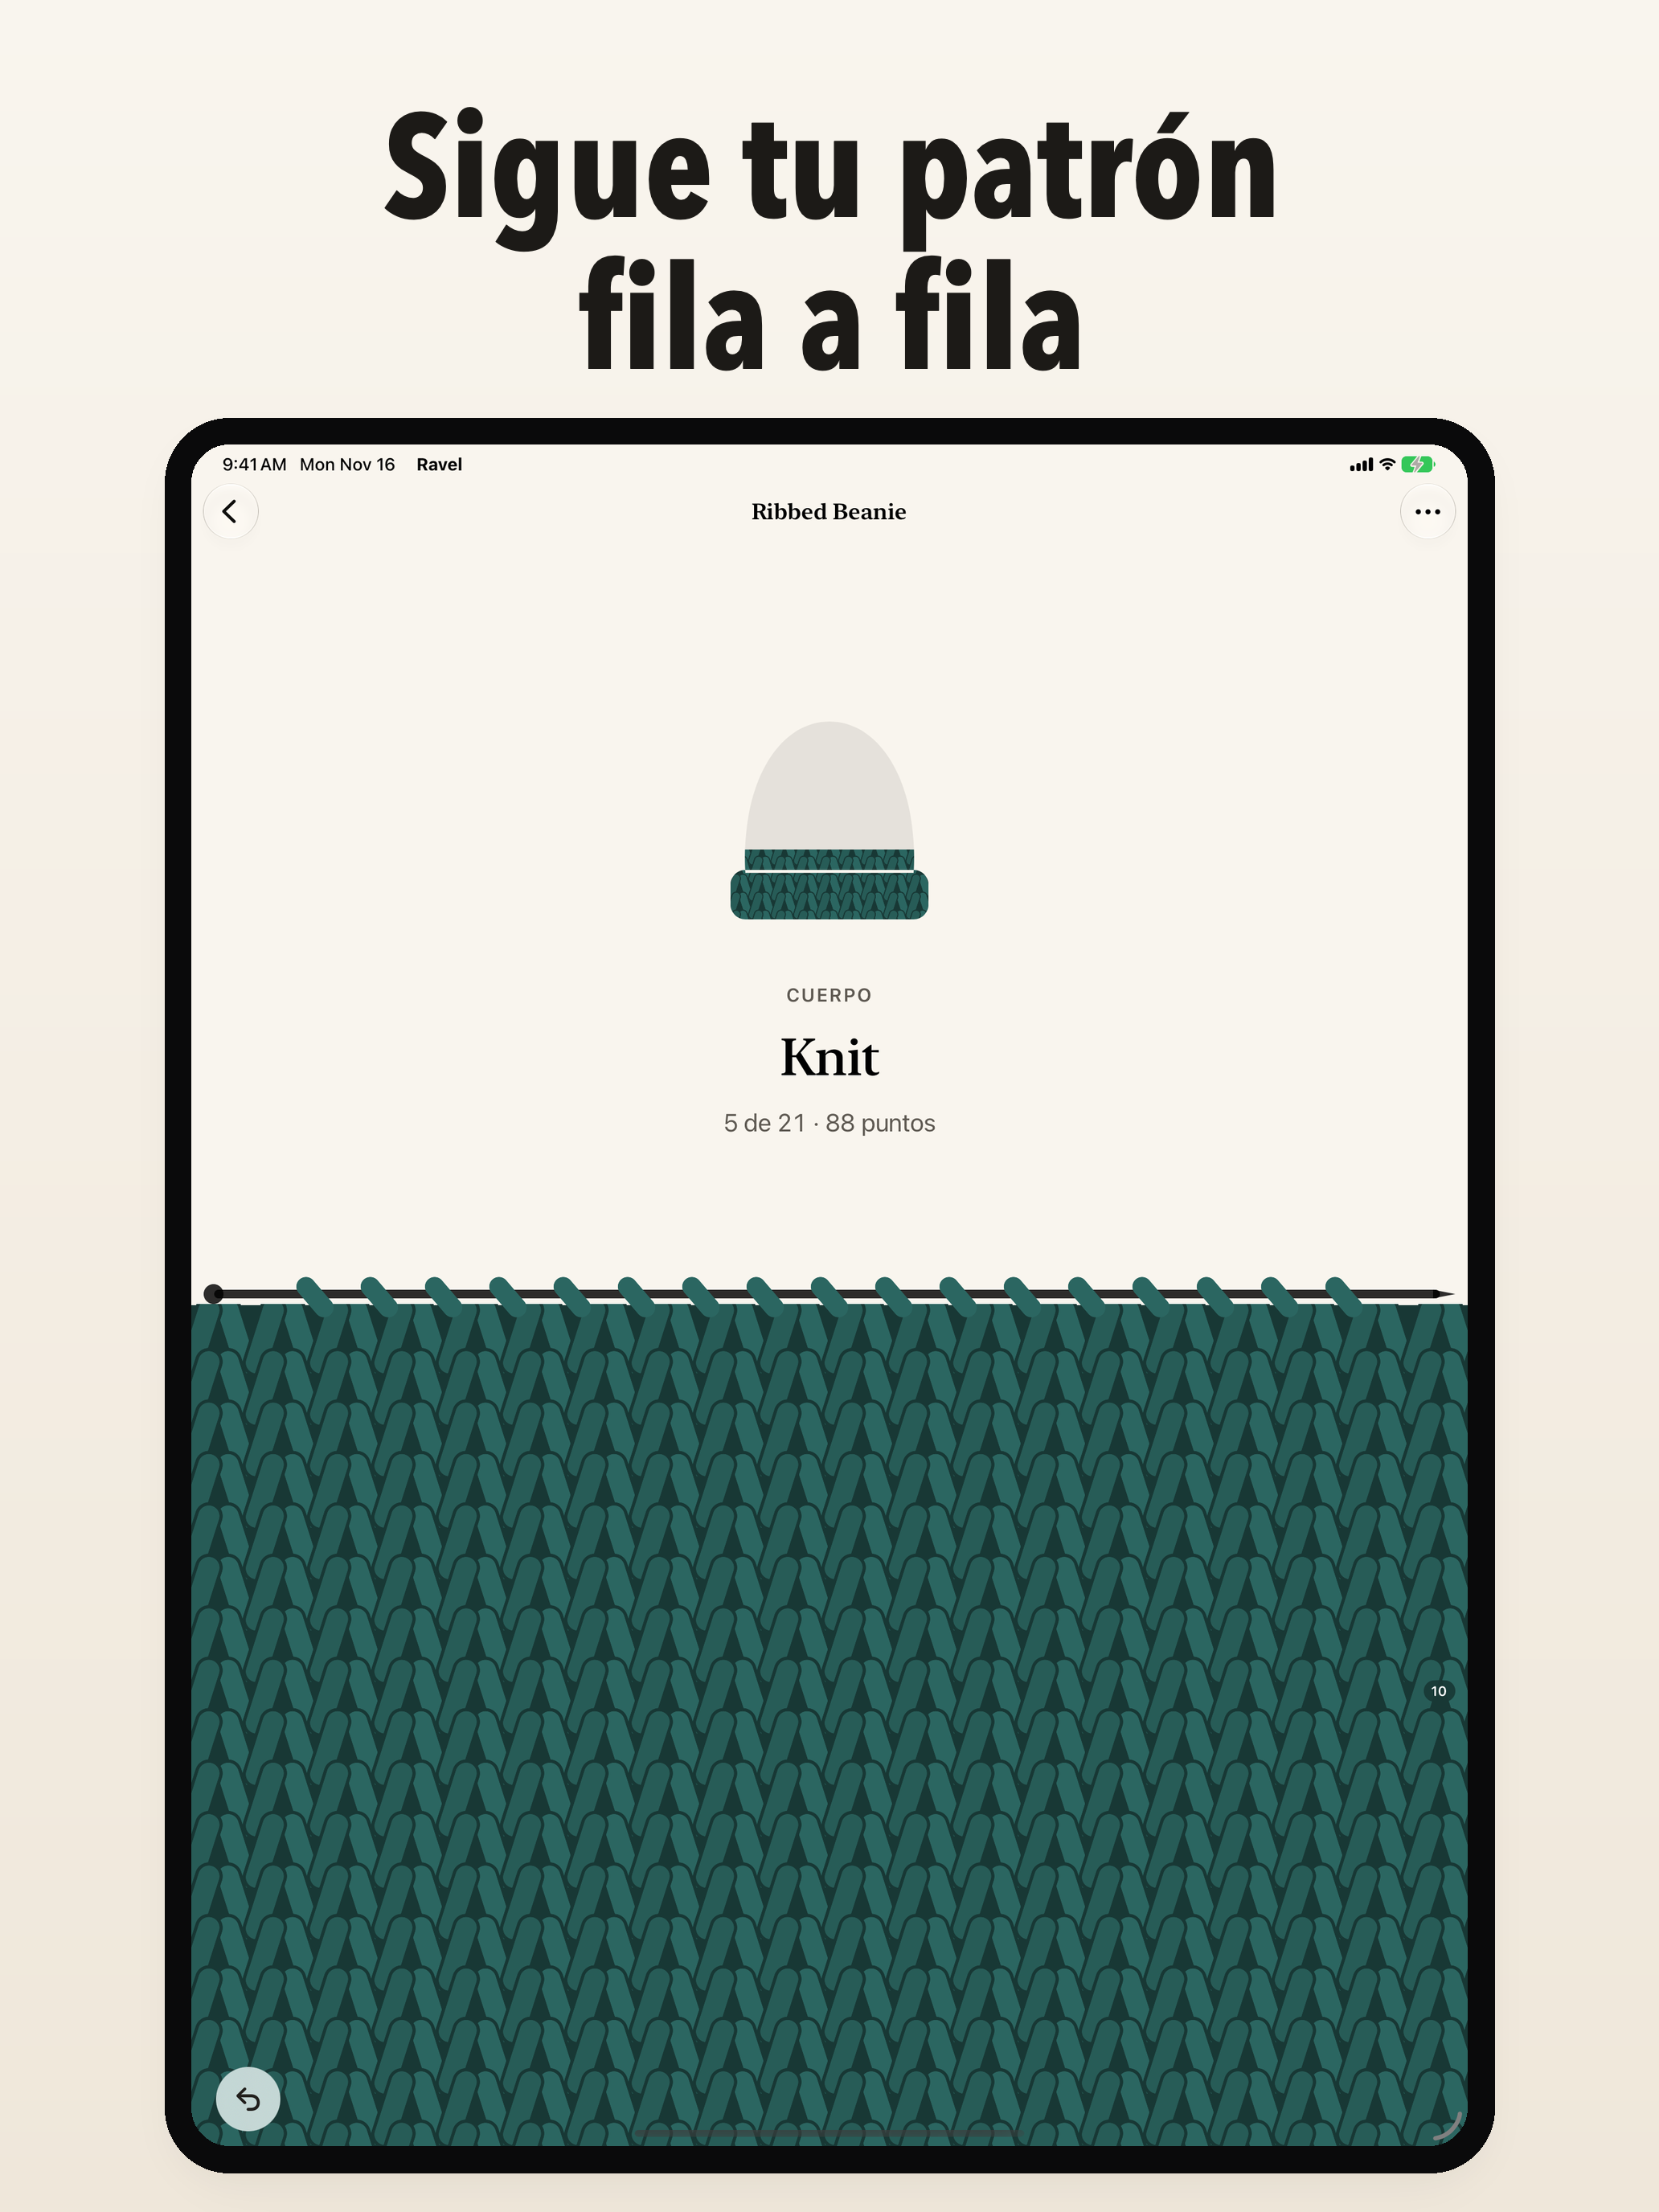 Sigue tu patrón
fila a fila
9:41 AM Mon Nov 16 Ravel
Ribbed Beanie
CUERPO
Knit
5 de 21 · 88 puntos
10